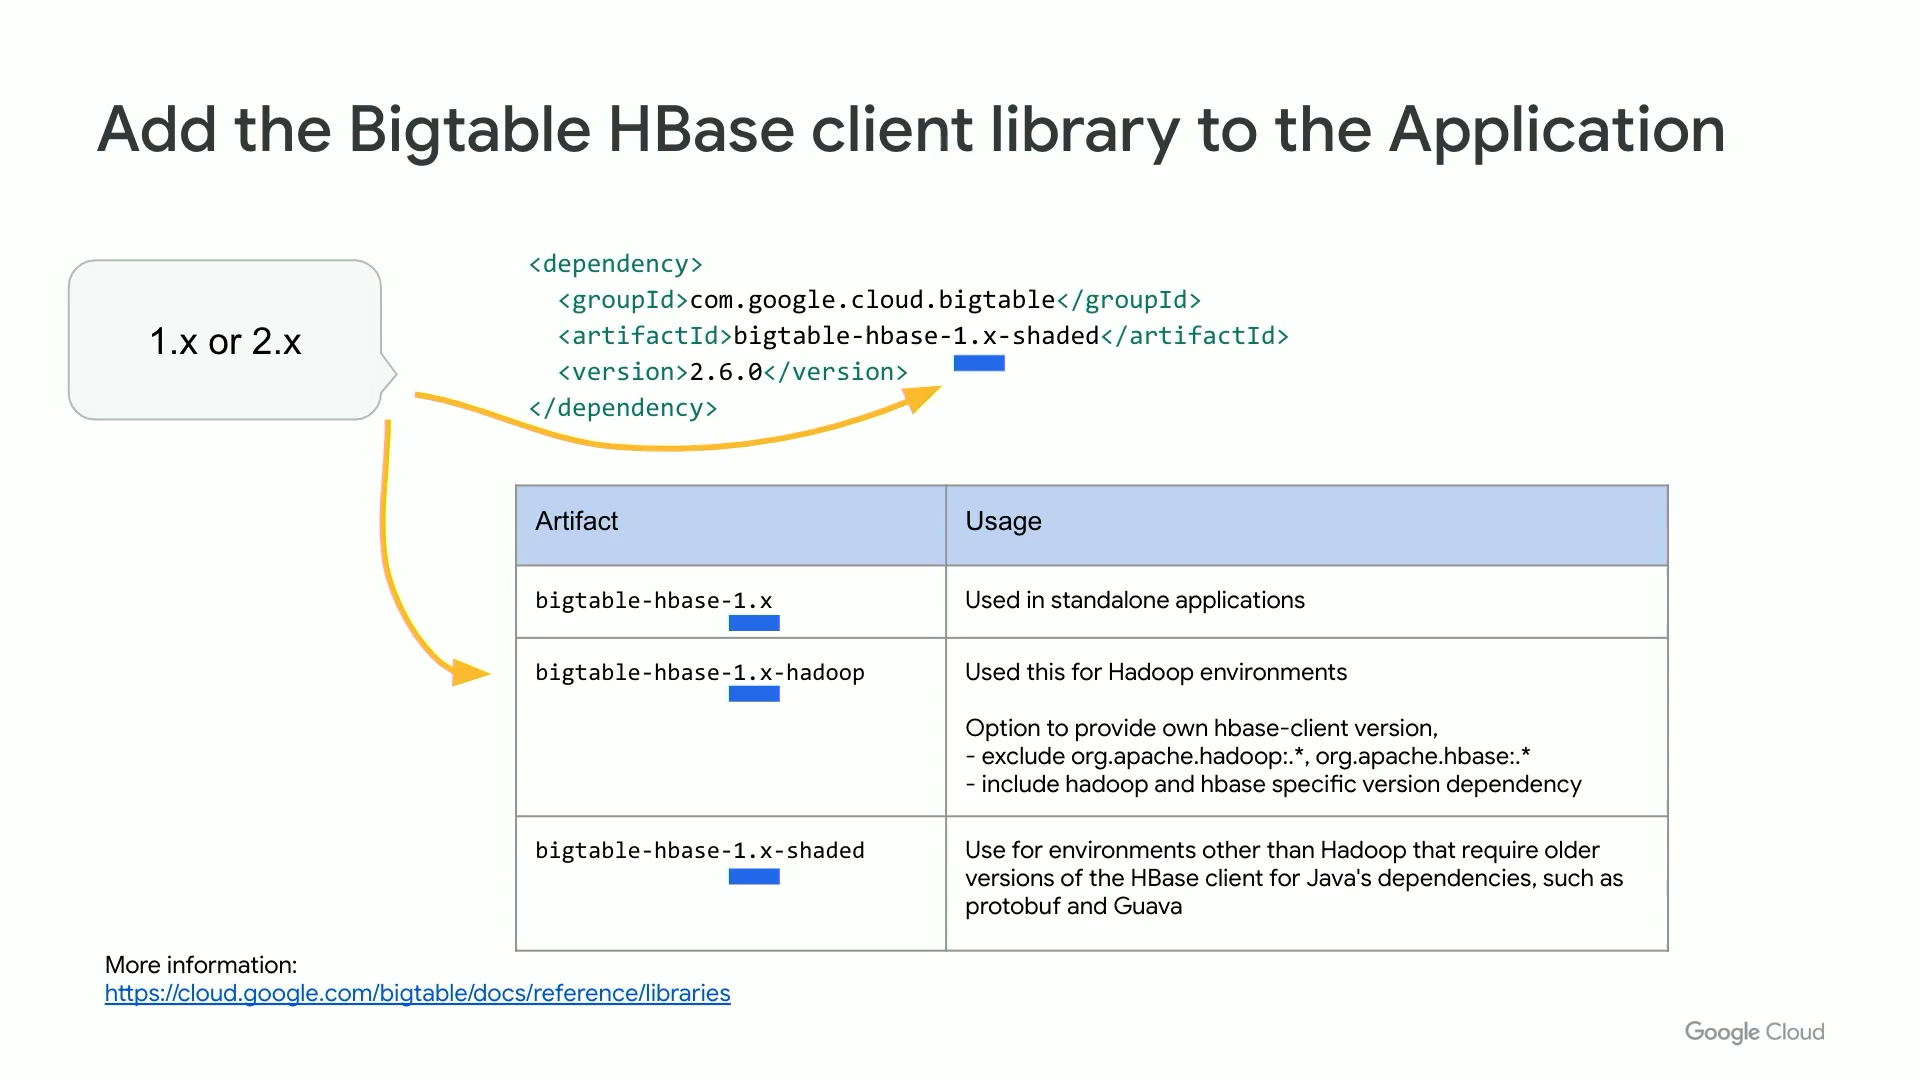 Add the Bigtable HBase client library to the Application
1.x or 2.x
<dependency>
<groupId>com.google.cloud.bigtable</groupId>
<artifactId>bigtable-hbase-1.x-shaded</artifactId>
<version>2.6.0</version>
</dependency>
Artifact
Usage
bigtable-hbase-1.x
Used in standalone applications
bigtable-hbase-1.x-hadoop
Used this for Hadoop environments
Option to provide own hbase-client version,
- exclude org.apache.hadoop:.*, org.apache.hbase:.*
- include hadoop and hbase specific version dependency
bigtable-hbase-1.x-shaded
Use for environments other than Hadoop that require older
versions of the HBase client for Java's dependencies, such as
protobuf and Guava
More information:
https://cloud.google.com/bigtable/docs/reference/libraries
Google Cloud